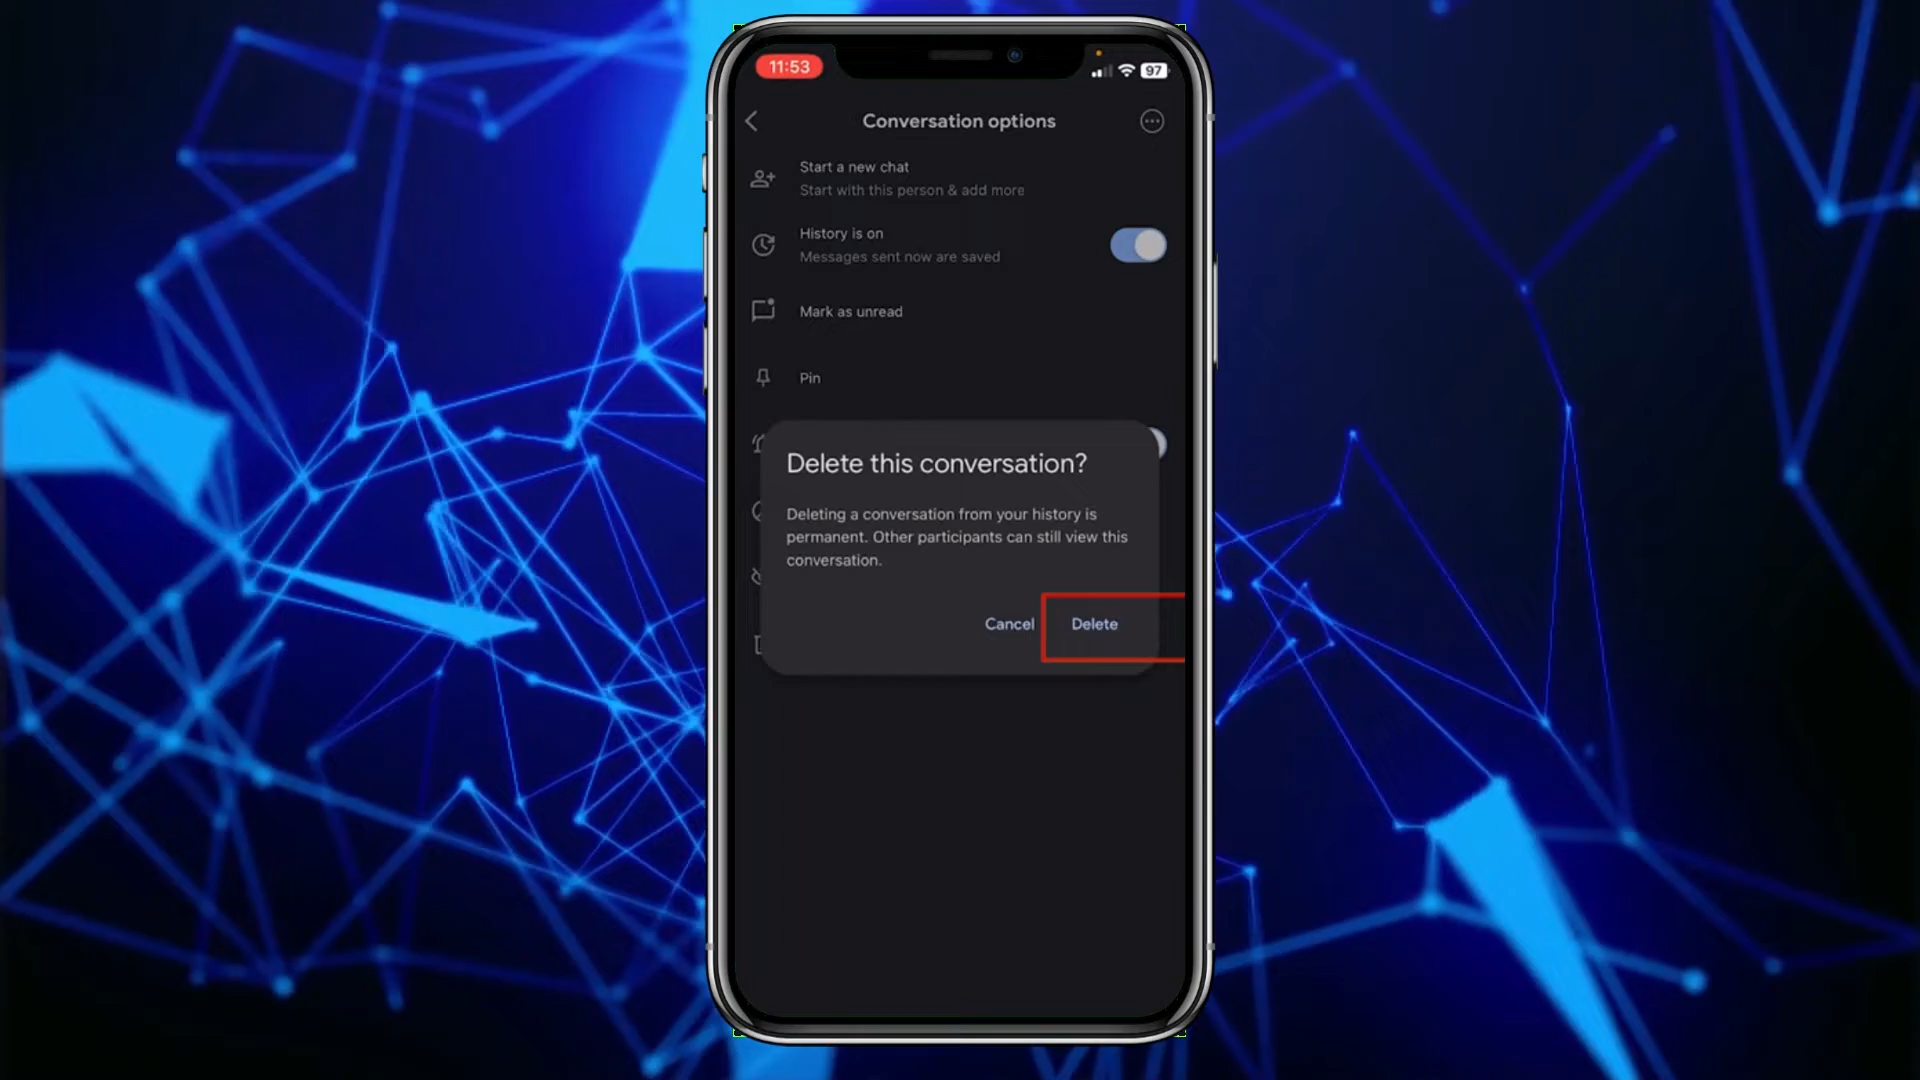 11:53
97
Conversation options
Start a new chat
Start with this person & add more
History is on
Messages sent now are saved
Mark as unread
Pin
Delete this conversation?
Deleting a conversation from your history is
permanent. Other participants can still view this
conversation.
Cancel
Delete